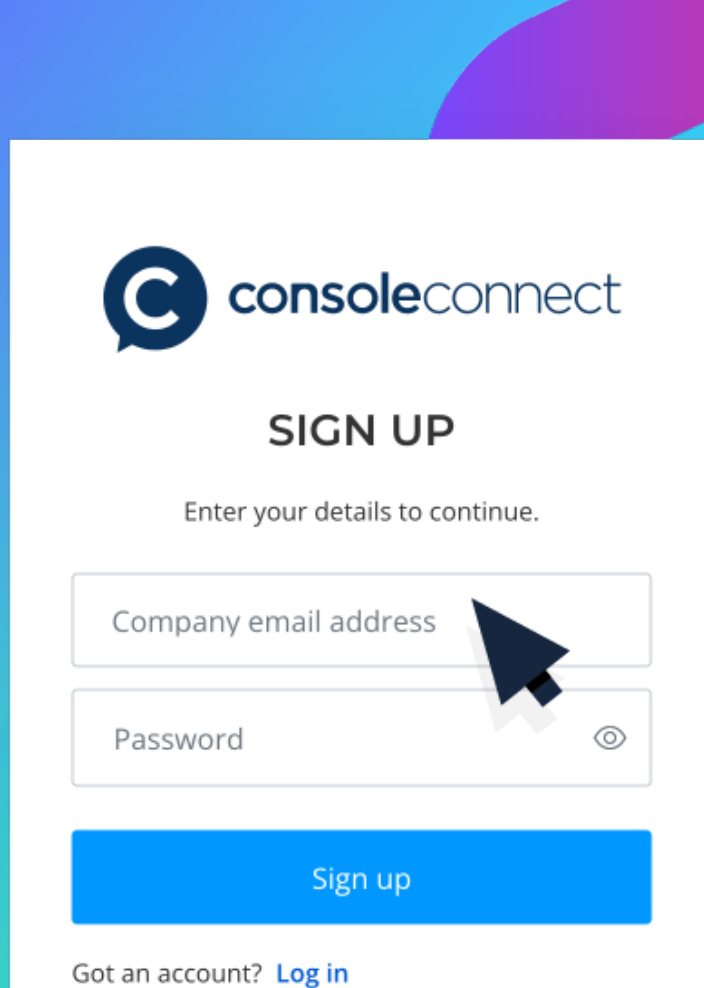 consoleconnect
SIGN UP
Enter your details to continue.
Company email address
Password
Sign up
Got an account? Log in